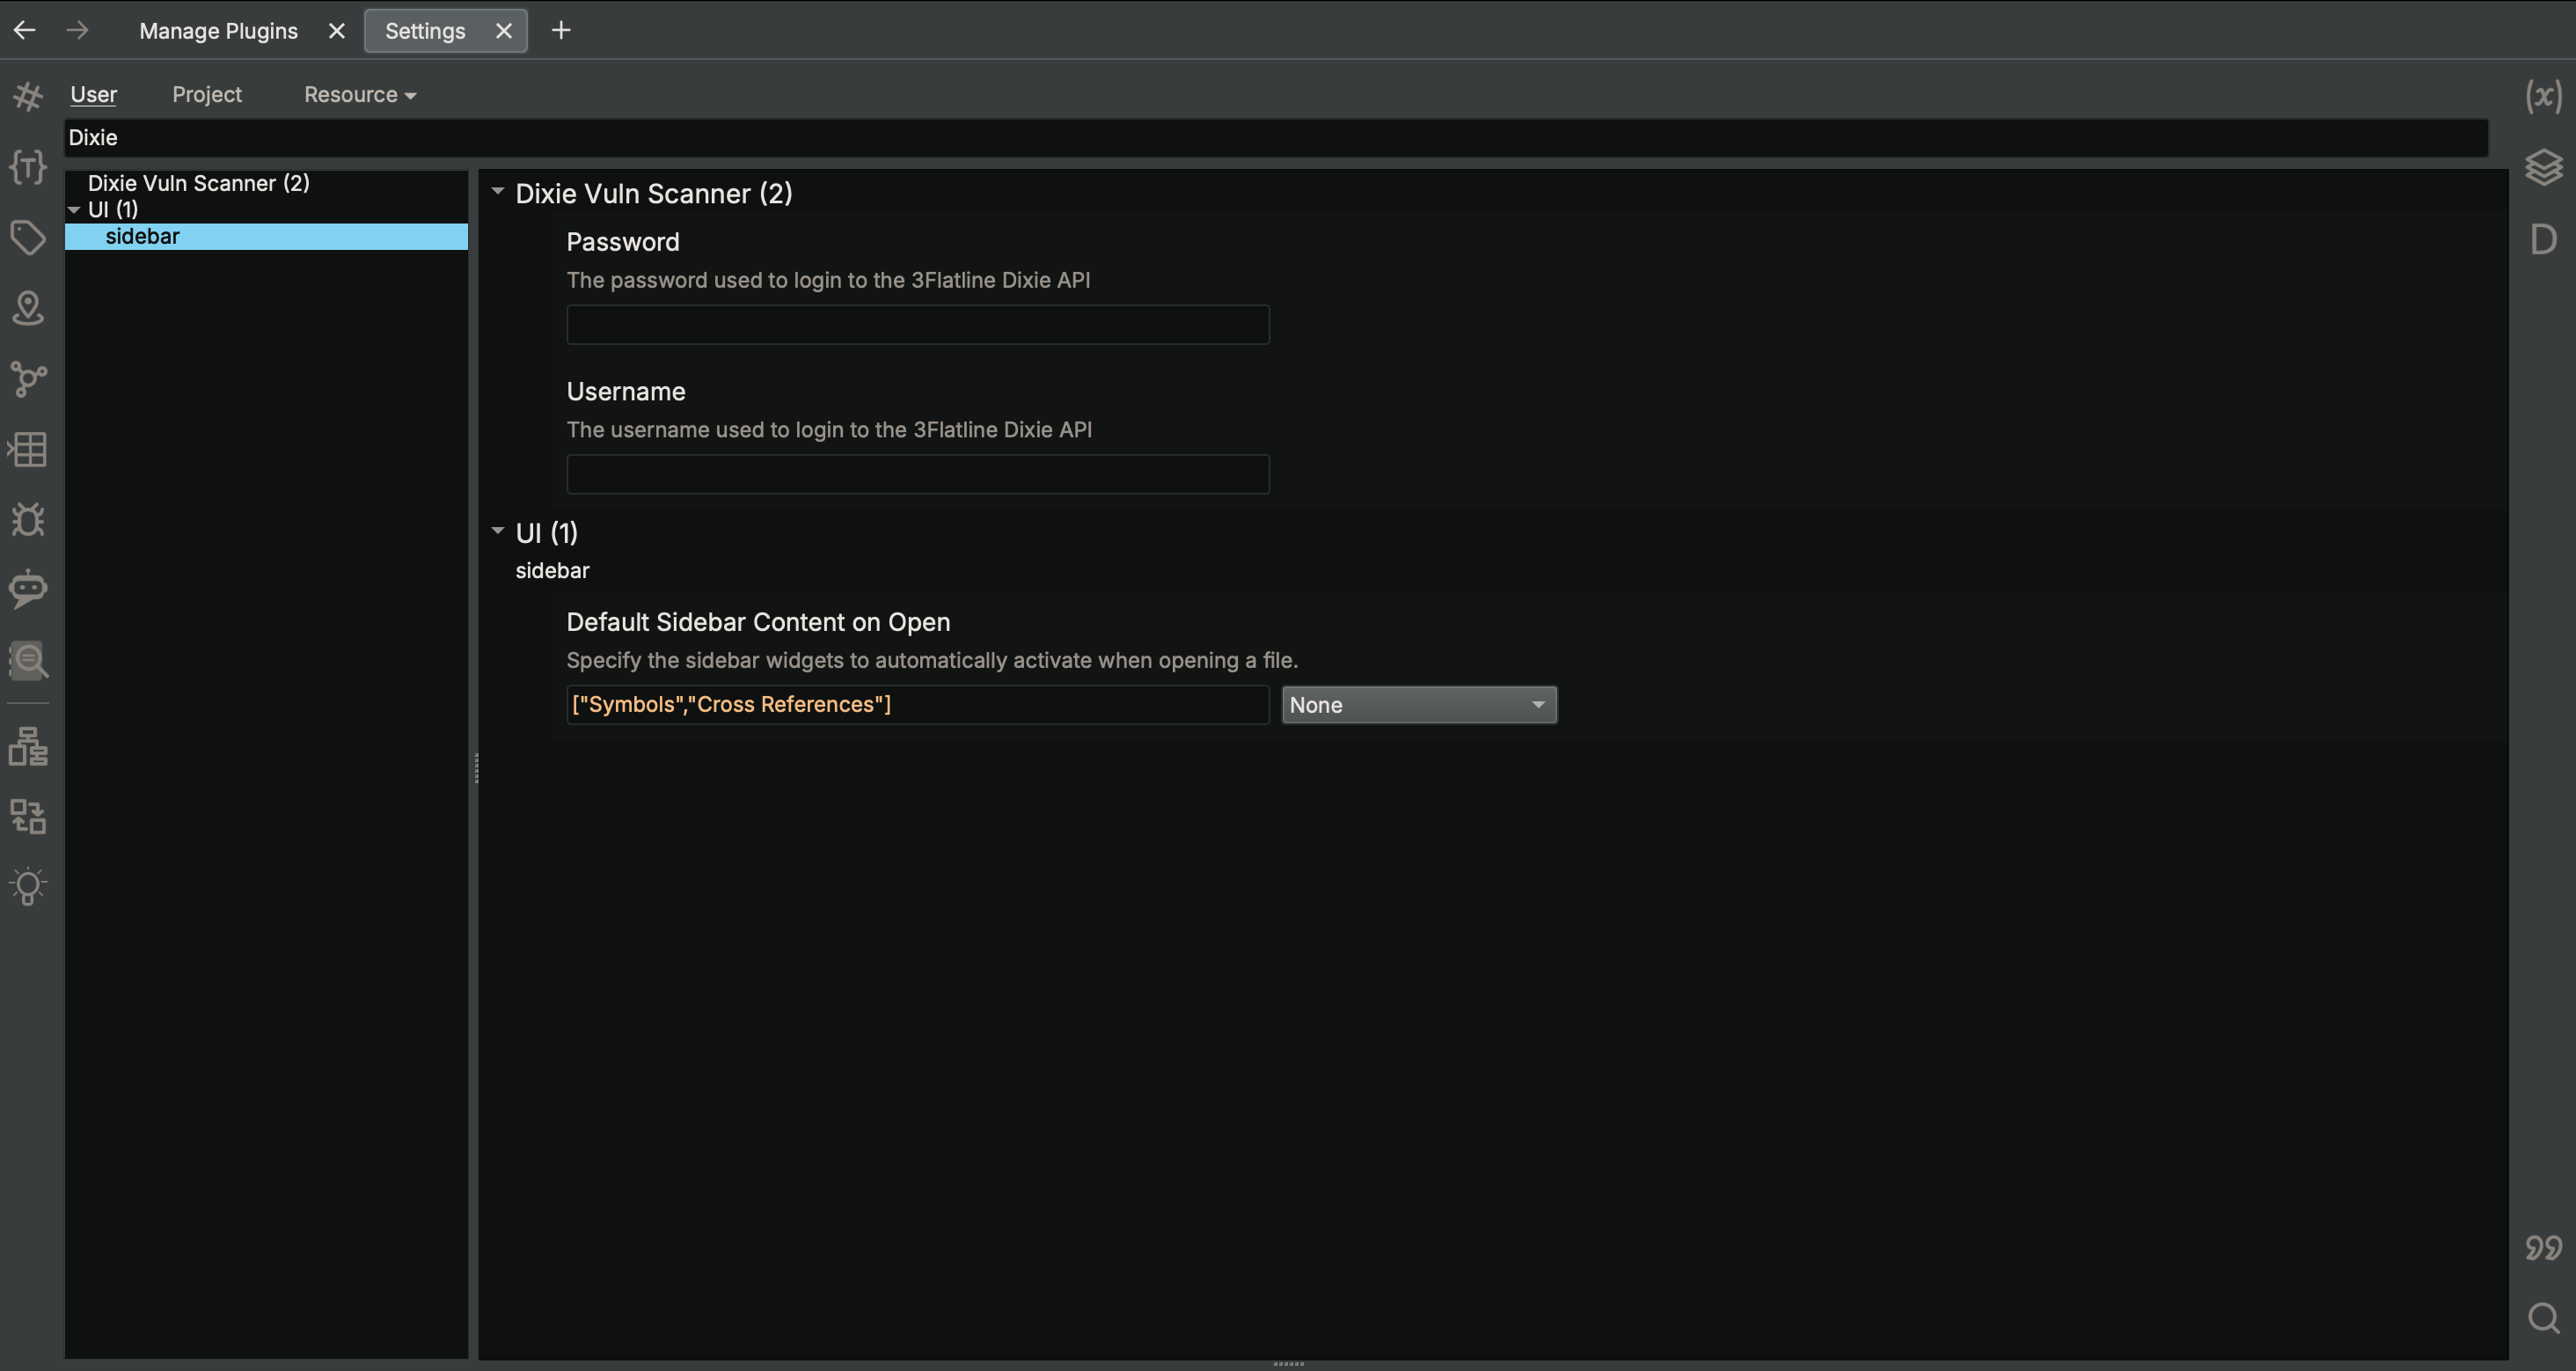 Manage Plugins
Settings
User
Project
Resource
Dixie
Dixie Vuln Scanner (2)
UI (1)
sidebar
Dixie Vuln Scanner (2)
Password
The password used to login to the 3Flatline Dixie API
Username
The username used to login to the 3Flatline Dixie API
UI (1)
sidebar
Default Sidebar Content on Open
Specify the sidebar widgets to automatically activate when opening a file.
["Symbols","Cross References"]
None
D